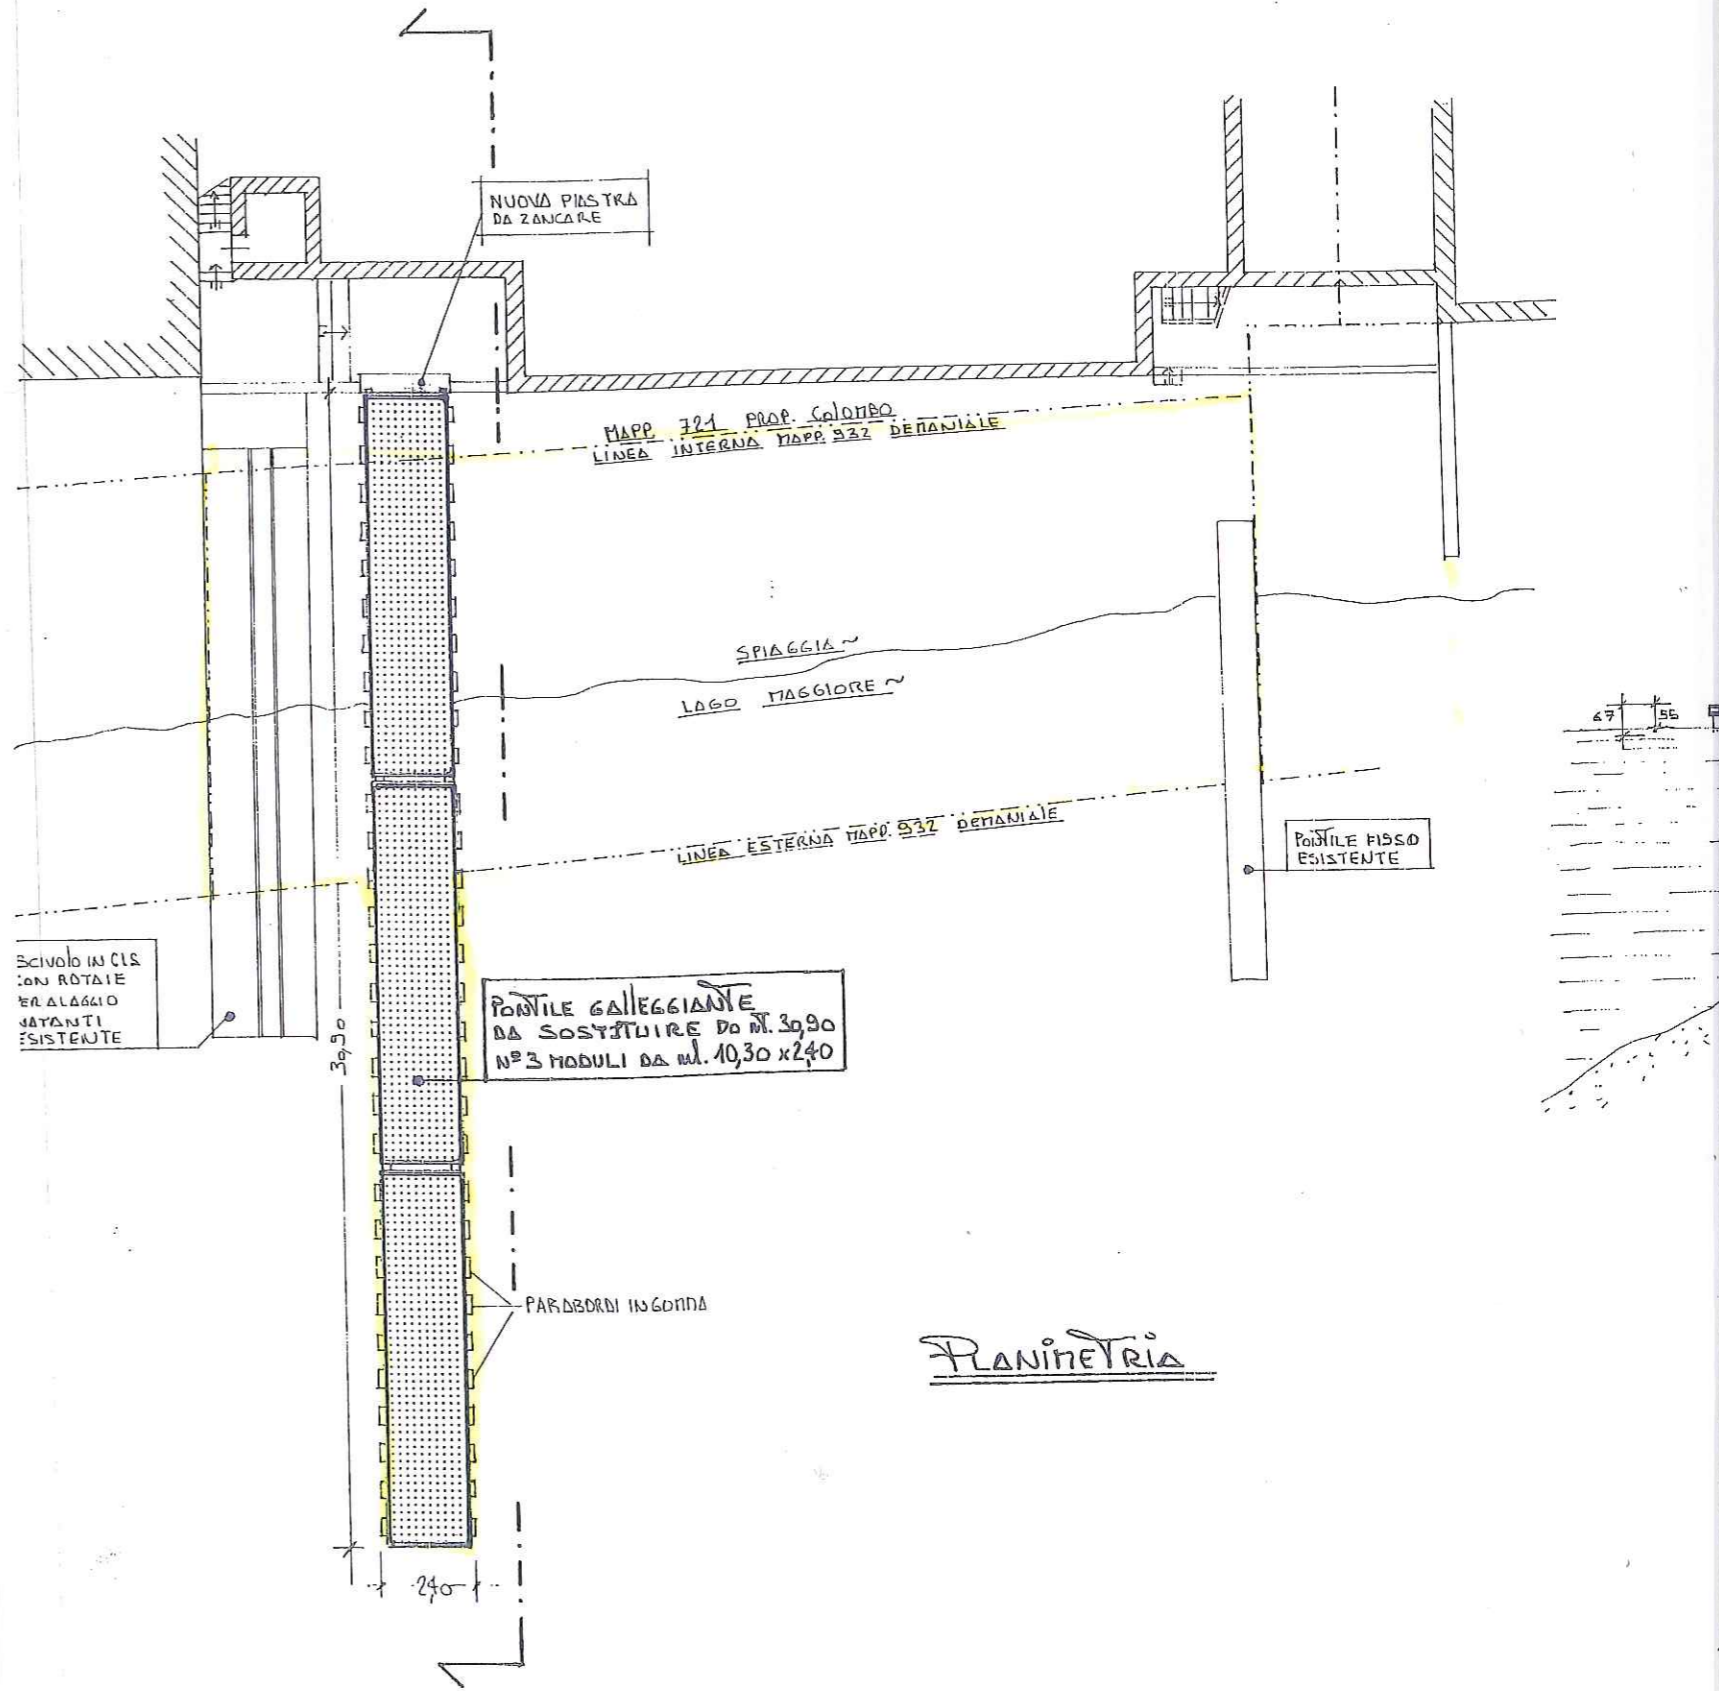 NUOVA PIASTRA
DA ZANCARE
MAPP. 721 PROP. COLOMBO
LINEA INTERNA MAPP. 932 DEMANIALE
SPIAGGIA ~
LAGO MAGGIORE ~
67 55
LINEA ESTERNA MAPP. 932 DEMANIALE
PONTILE FISSO
ESISTENTE
SCIVOLO IN CLS
CON ROTAIE
ER ALAGGIO
NATANTI
ESISTENTE
30,90
PONTILE GALLEGGIANTE
DA SOSTITUIRE DA MT. 30,90
N° 3 MODULI DA ml. 10,30 x 2,40
PARABORDI IN GOMMA
PLANIMETRIA
2,40